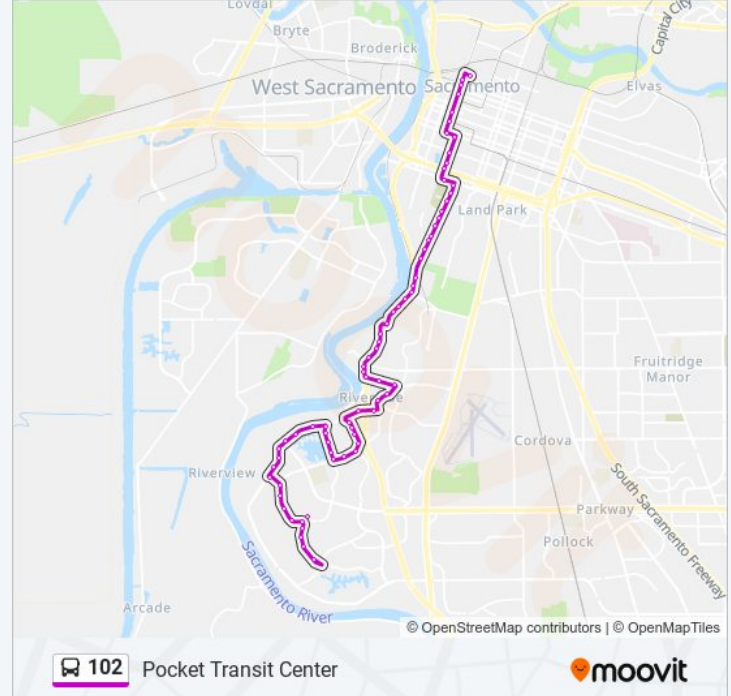 Lovdal
Bryte
Broderick
Capital City
West Sacramento
Sacramento
Elvas
Land Park
Fruitridge
Manor
Riverside
Cordova
Riverview
South Sacramento Freeway
Parkway
Pollock
Sacramento River
Arcade
© OpenStreetMap contributors | © OpenMapTiles
102 Pocket Transit Center
moovit